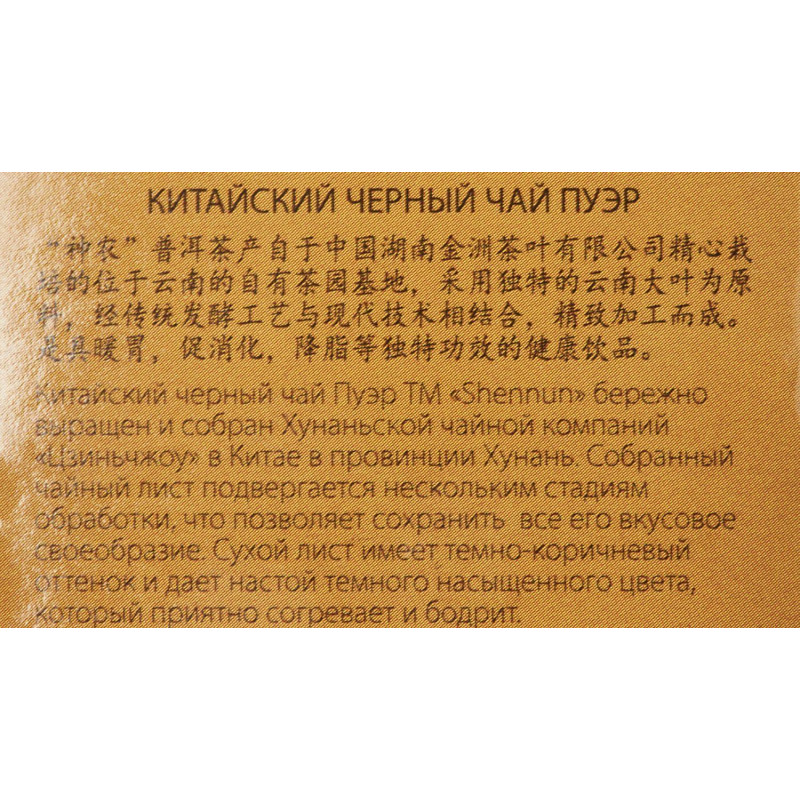 КИТАЙСКИЙ ЧЕРНЫЙ ЧАЙ ПУЭР
“神农”普洱茶产自于中国湖南金洲茶叶有限公司精心栽
培的位于云南的自有茶园基地，采用独特的云南大叶为原
料，经传统发酵工艺与现代技术相结合，精致加工而成。
是具暖胃，促消化，降脂等独特功效的健康饮品。
Китайский черный чай Пуэр ТМ «Shennun» бережно
выращен и собран Хунаньской чайной компаний
«Цзиньчжоу» в Китае в провинции Хунань. Собранный
чайный лист подвергается нескольким стадиям
обработки, что позволяет сохранить все его вкусовое
своеобразие. Сухой лист имеет темно-коричневый
оттенок и дает настой темного насыщенного цвета,
который приятно согревает и бодрит.